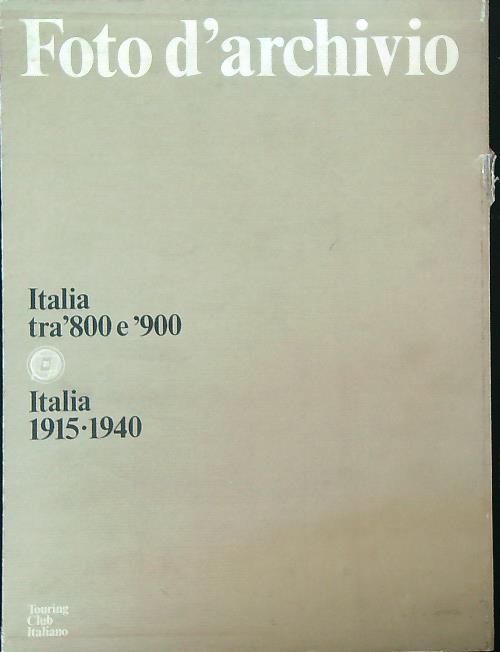 Foto d'archivio
Italia
tra'800 e '900
Italia
1915·1940
Touring
Club
Italiano